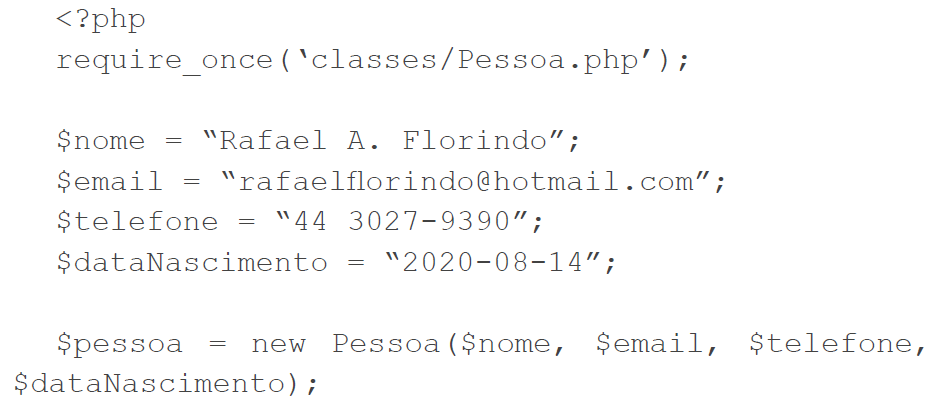 <?php
require_once(‘classes/Pessoa.php’);
$nome = “Rafael A. Florindo”;
$email = “rafaelflorindo@hotmail.com”;
$telefone = “44 3027-9390”;
$dataNascimento = “2020-08-14”;
$pessoa = new Pessoa($nome, $email, $telefone,
$dataNascimento);